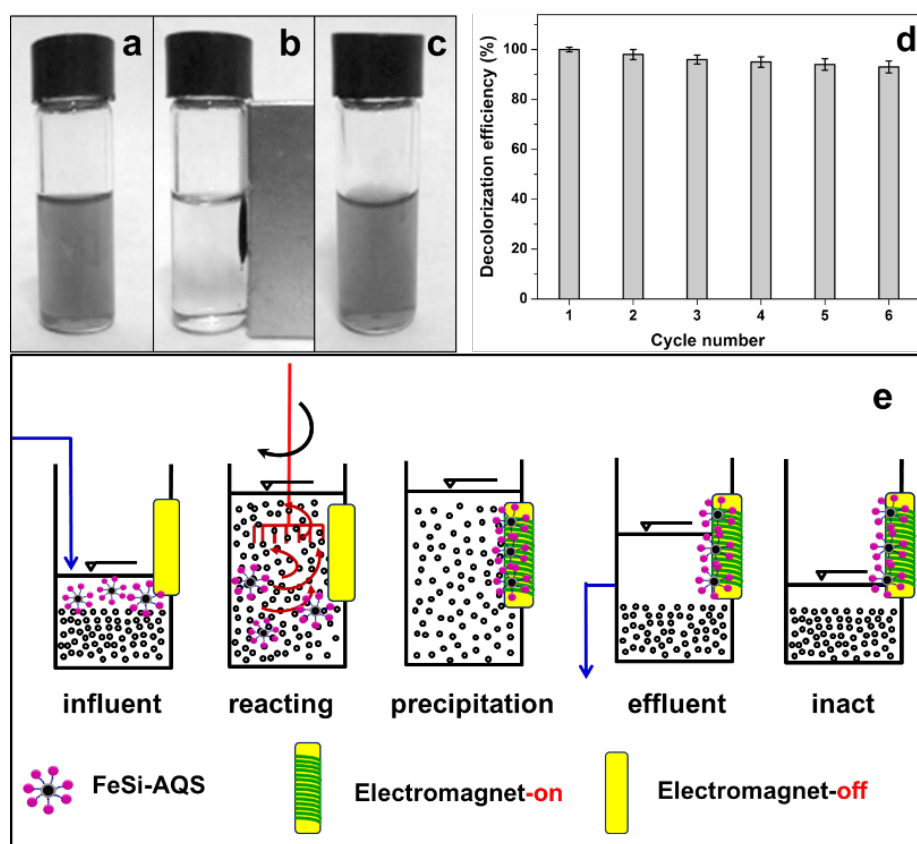 a
b
c
d
Decolorization efficiency (%)
100
80
60
40
20
0
1 2 3 4 5 6
Cycle number
e
influent reacting precipitation effluent inact
FeSi-AQS Electromagnet-on Electromagnet-off